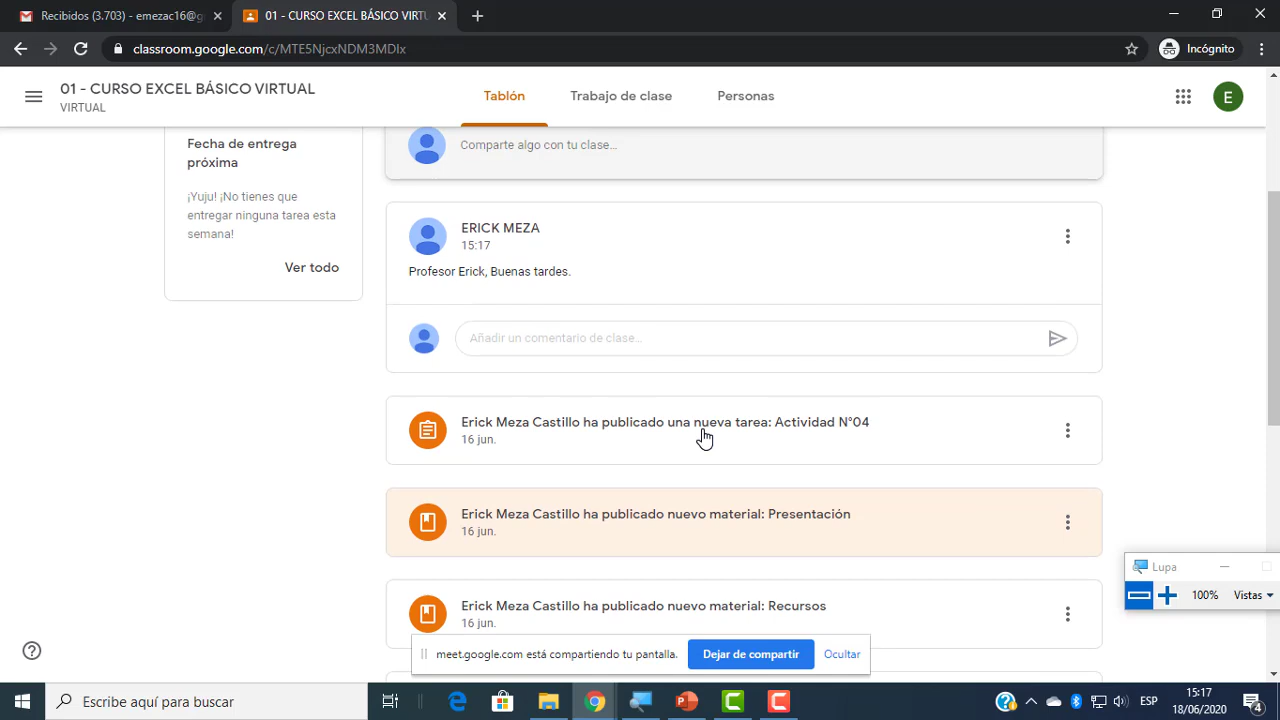 Recibidos (3.703) - emezac16@g
01 - CURSO EXCEL BÁSICO VIRTU
classroom.google.com/c/MTE5NjcxNDM3MDIx
Incógnito
01 - CURSO EXCEL BÁSICO VIRTUAL
VIRTUAL
Tablón
Trabajo de clase
Personas
E
Fecha de entrega
próxima
¡Yuju! ¡No tienes que
entregar ninguna tarea esta
semana!
Ver todo
Comparte algo con tu clase...
ERICK MEZA
15:17
Profesor Erick, Buenas tardes.
Añadir un comentario de clase...
Erick Meza Castillo ha publicado una nueva tarea: Actividad N°04
16 jun.
Erick Meza Castillo ha publicado nuevo material: Presentación
16 jun.
Erick Meza Castillo ha publicado nuevo material: Recursos
16 jun.
Lupa
100%
Vistas
meet.google.com está compartiendo tu pantalla.
Dejar de compartir
Ocultar
Escribe aquí para buscar
ESP
15:17
18/06/2020
4